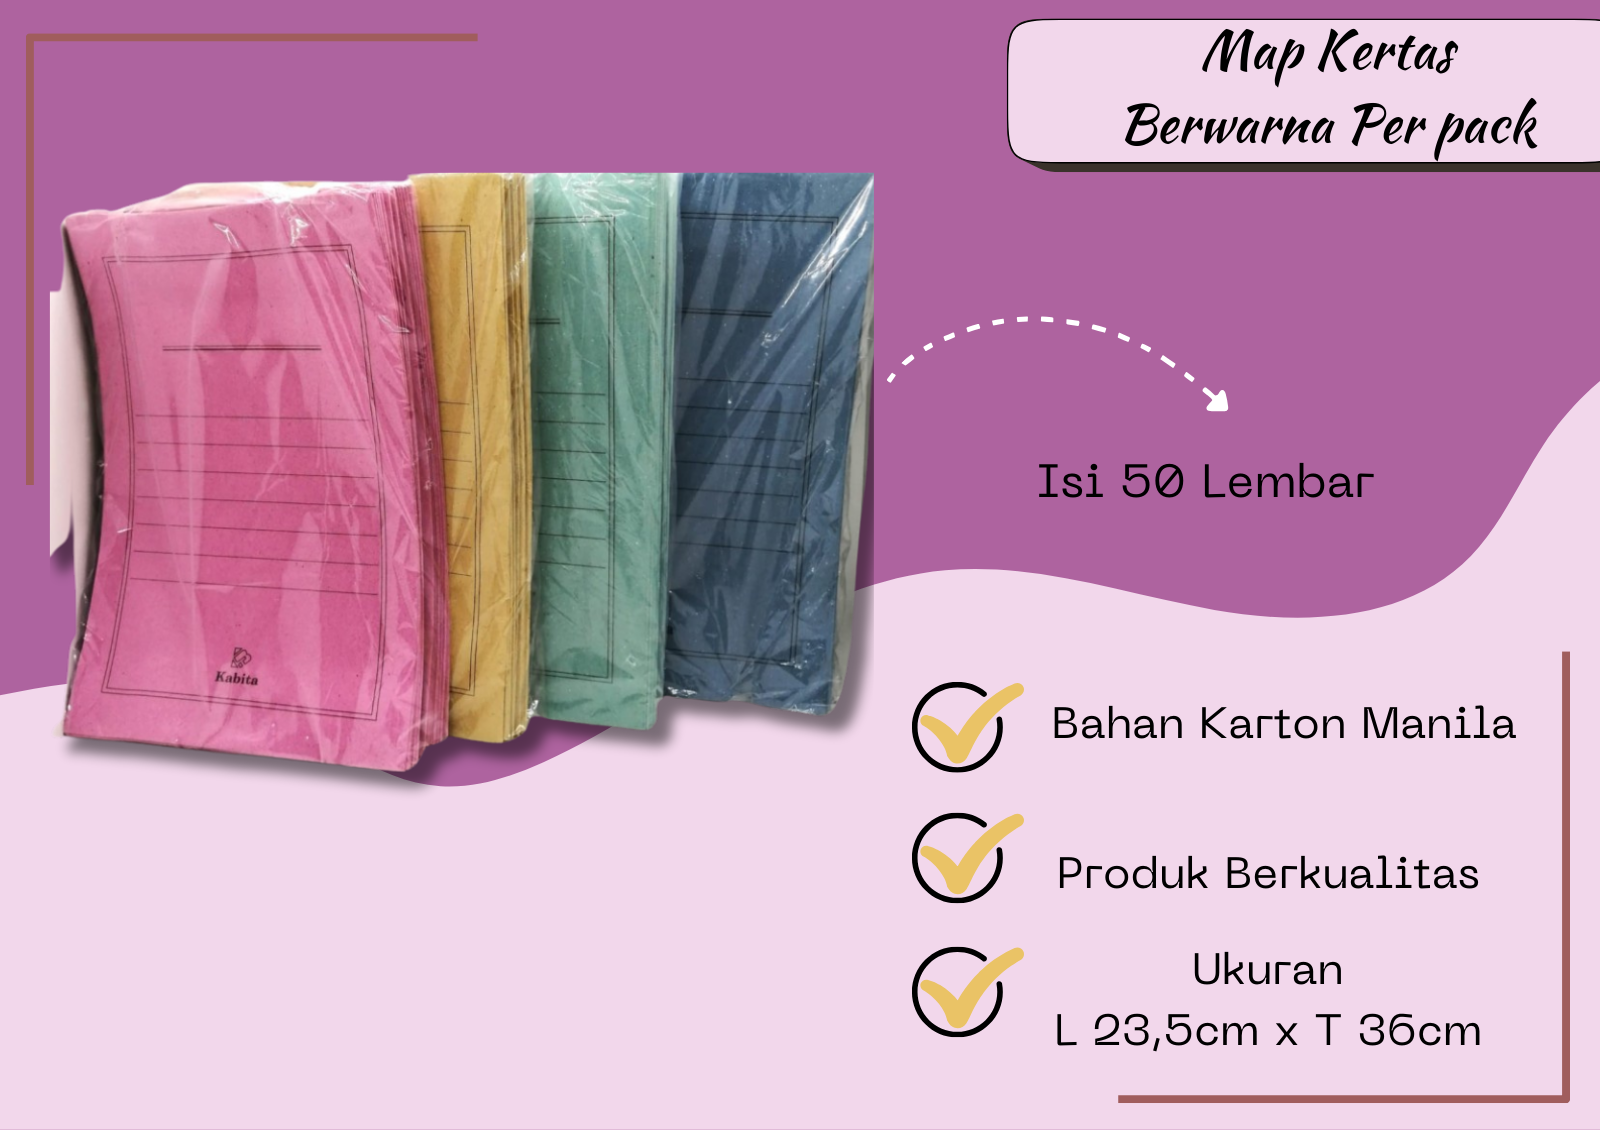 Map Kertas
Berwarna Per pack
Isi 50 Lembar
Bahan Karton Manila
Produk Berkualitas
Ukuran
L 23,5cm x T 36cm
Kabita